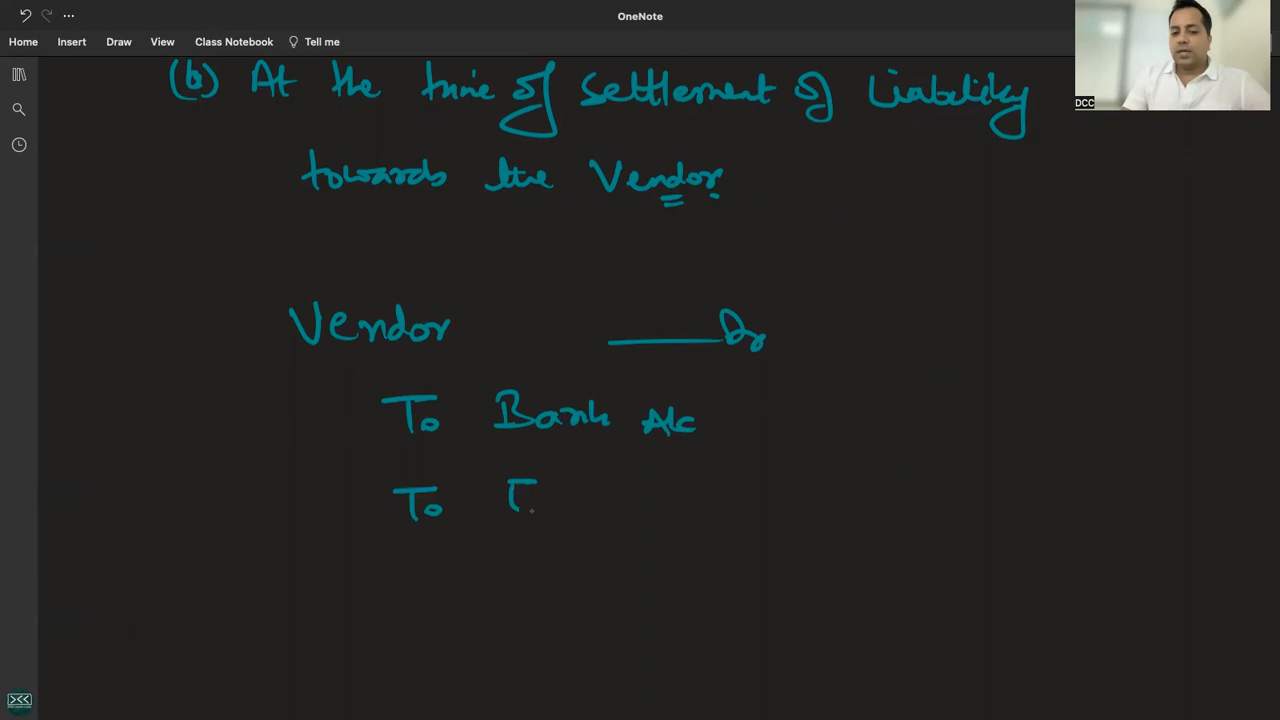 OneNote
Home Insert Draw View Class Notebook Tell me
DCC
(b) At the time of Settlement of Liability
towards the Vendor
Vendor Dr
To Bank A/c
To